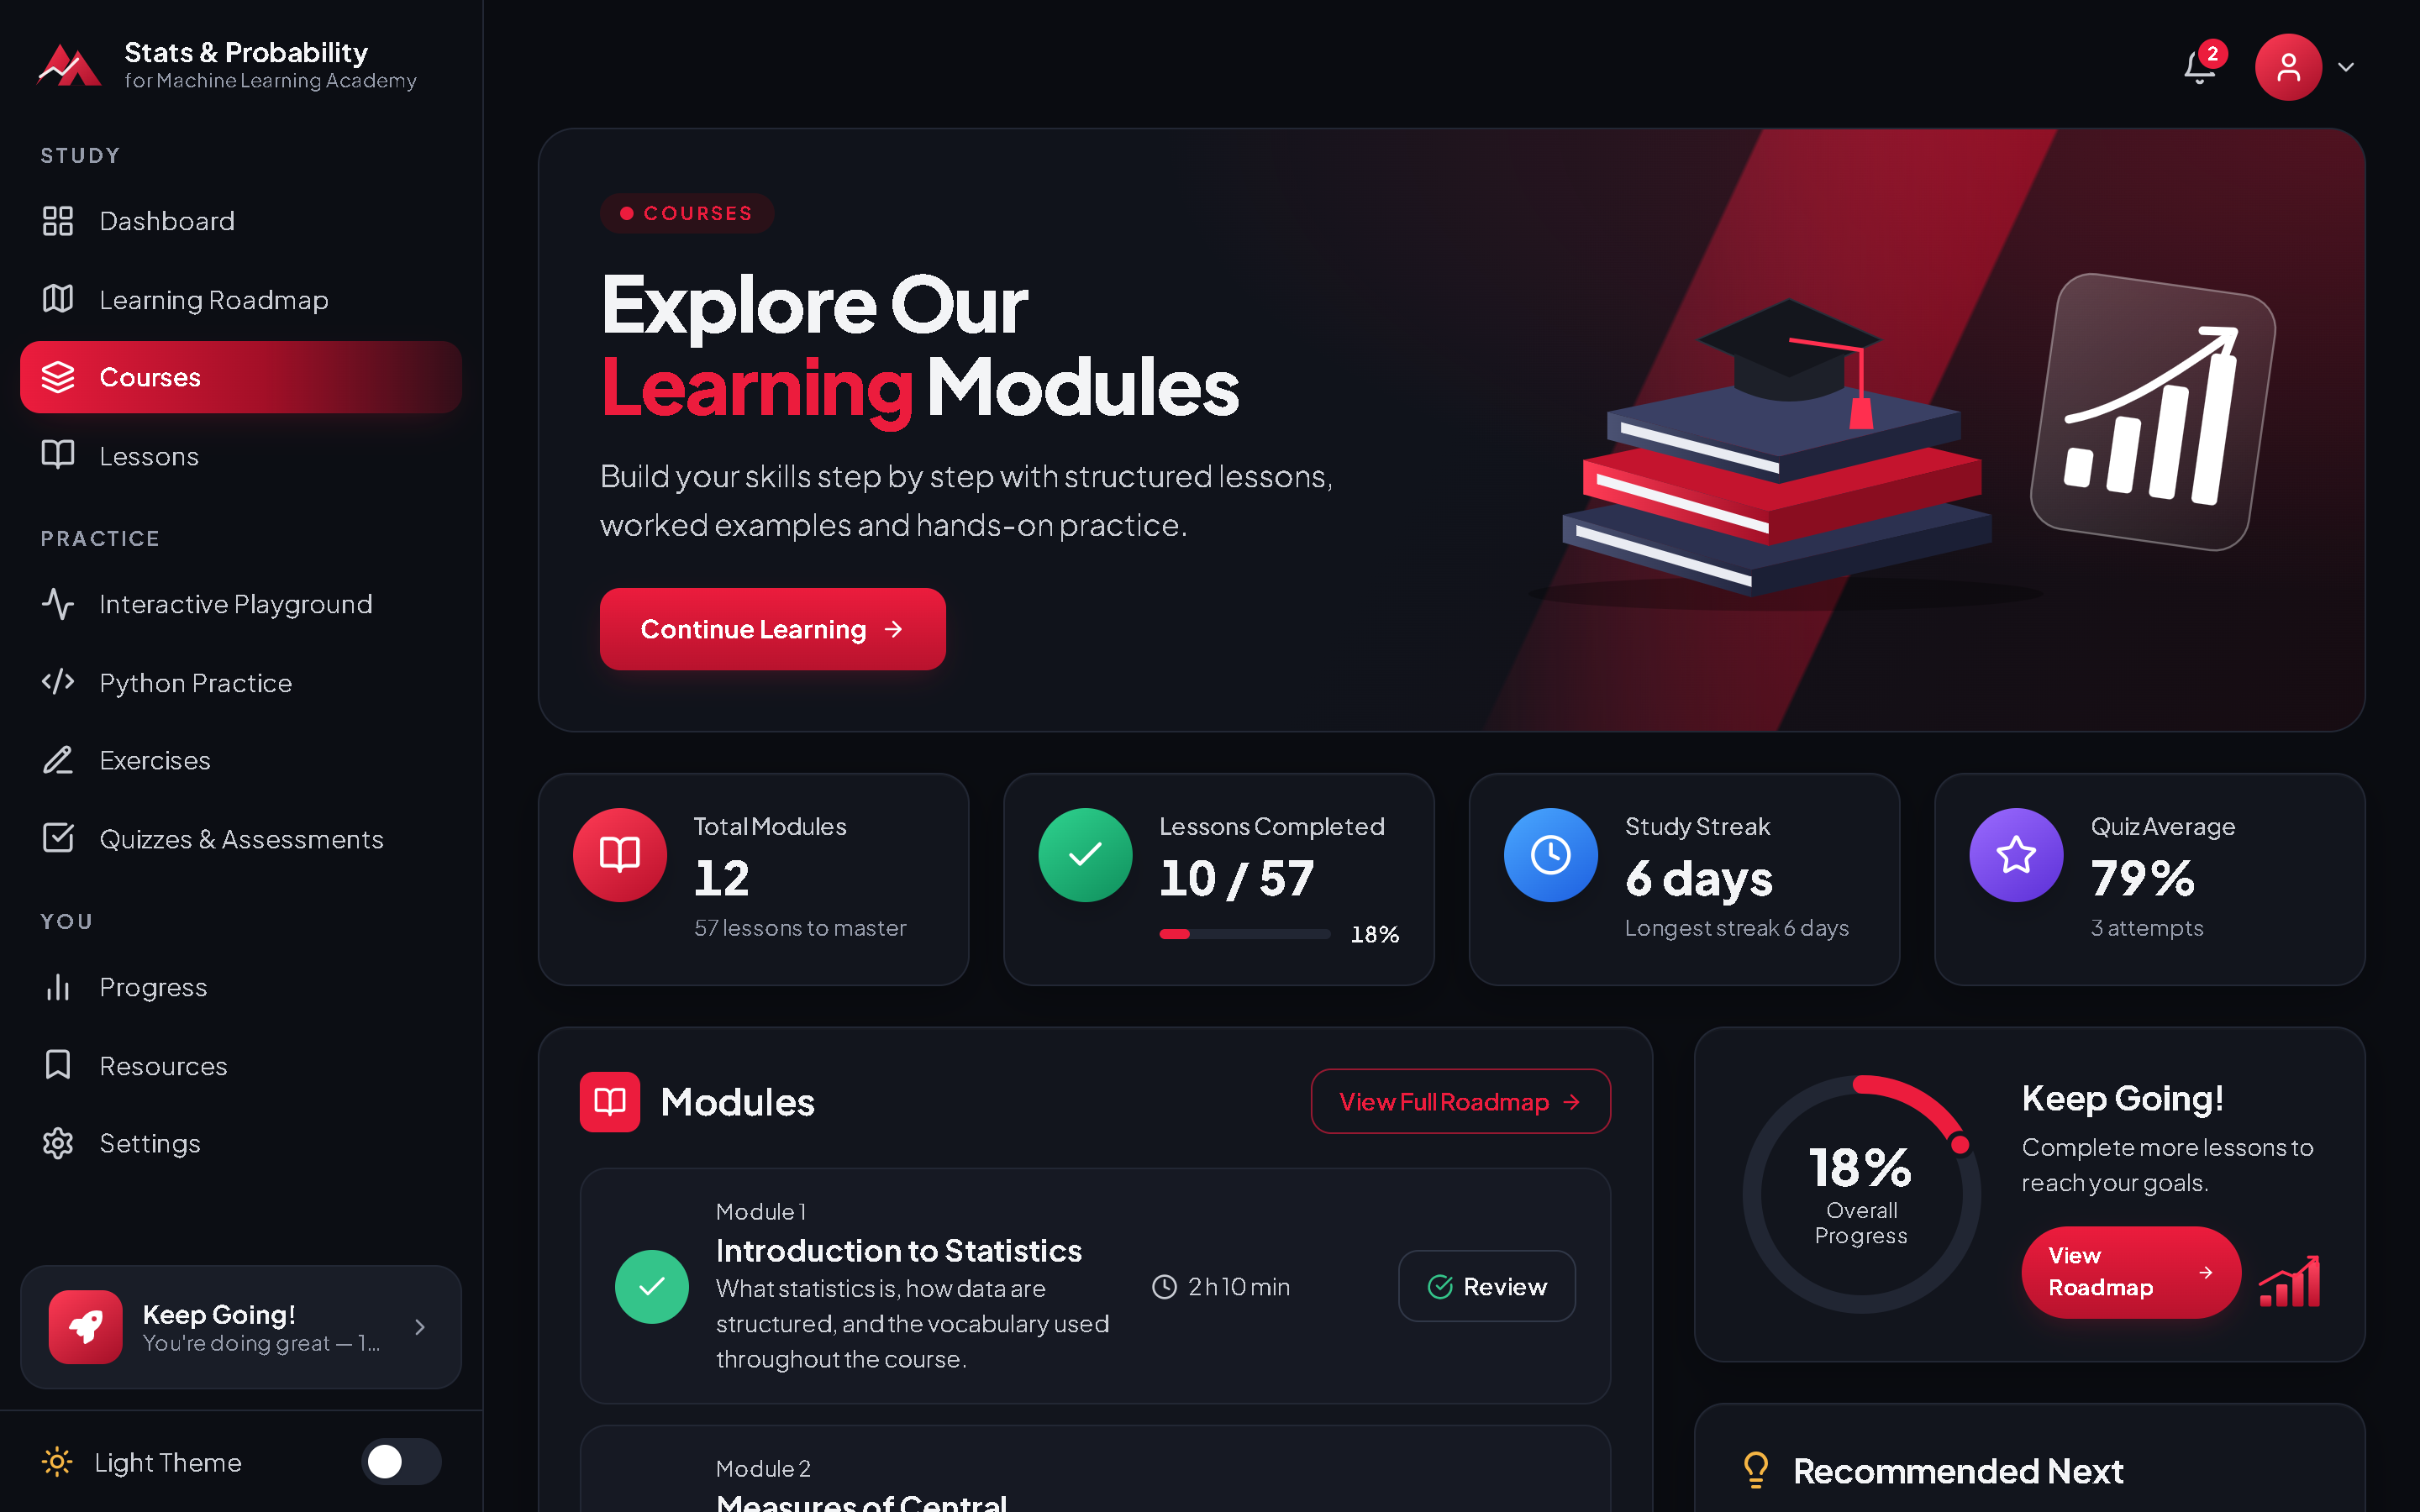 Stats & Probability
for Machine Learning Academy
STUDY
Dashboard
Learning Roadmap
Courses
Lessons
PRACTICE
Interactive Playground
Python Practice
Exercises
Quizzes & Assessments
YOU
Progress
Resources
Settings
Keep Going!
You're doing great — 1...
Light Theme
2
COURSES
Explore Our
Learning Modules
Build your skills step by step with structured lessons,
worked examples and hands-on practice.
Continue Learning
Total Modules
12
57 lessons to master
Lessons Completed
10 / 57
18%
Study Streak
6 days
Longest streak 6 days
Quiz Average
79%
3 attempts
Modules
View Full Roadmap
Module 1
Introduction to Statistics
What statistics is, how data are
structured, and the vocabulary used
throughout the course.
2 h 10 min
Review
Module 2
Measures of Central
18%
Overall
Progress
Keep Going!
Complete more lessons to
reach your goals.
View
Roadmap
Recommended Next